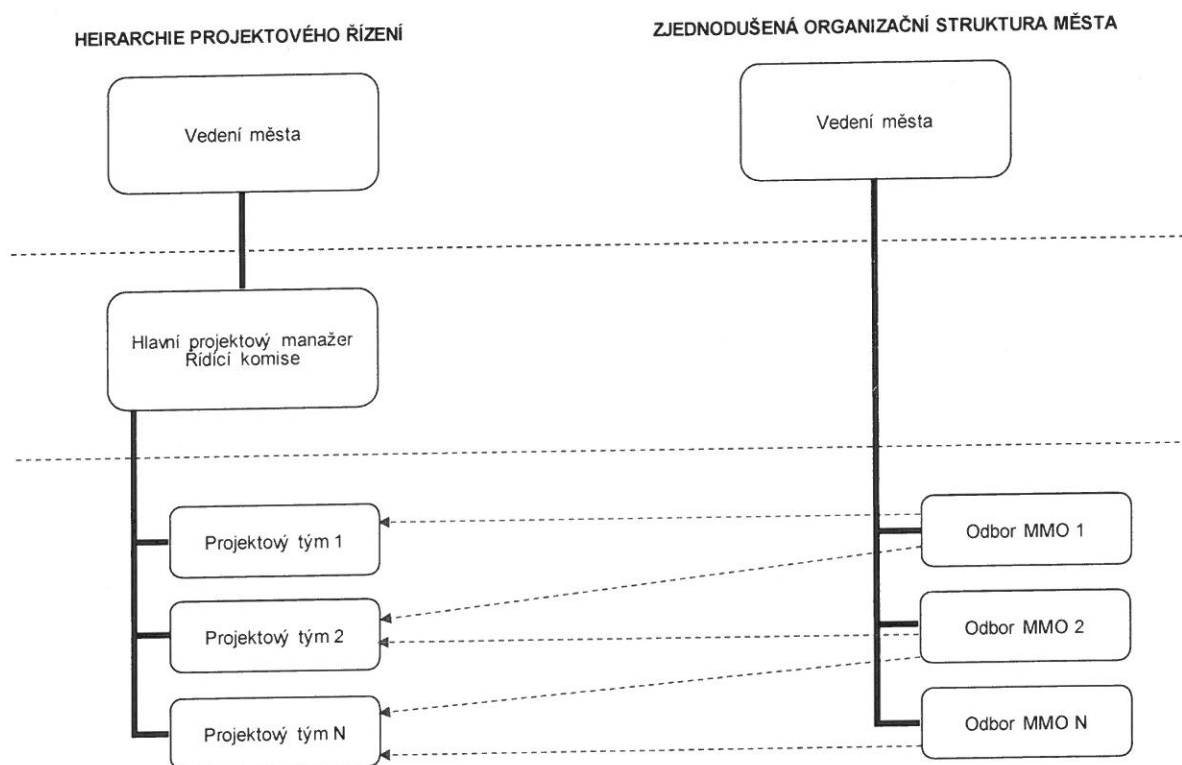 HEIRARCHIE PROJEKTOVÉHO ŘÍZENÍ
ZJEDNODUŠENÁ ORGANIZAČNÍ STRUKTURA MĚSTA
Vedení města
Vedení města
Hlavní projektový manažer
Řídící komise
Projektový tým 1
Odbor MMO 1
Projektový tým 2
Odbor MMO 2
Projektový tým N
Odbor MMO N